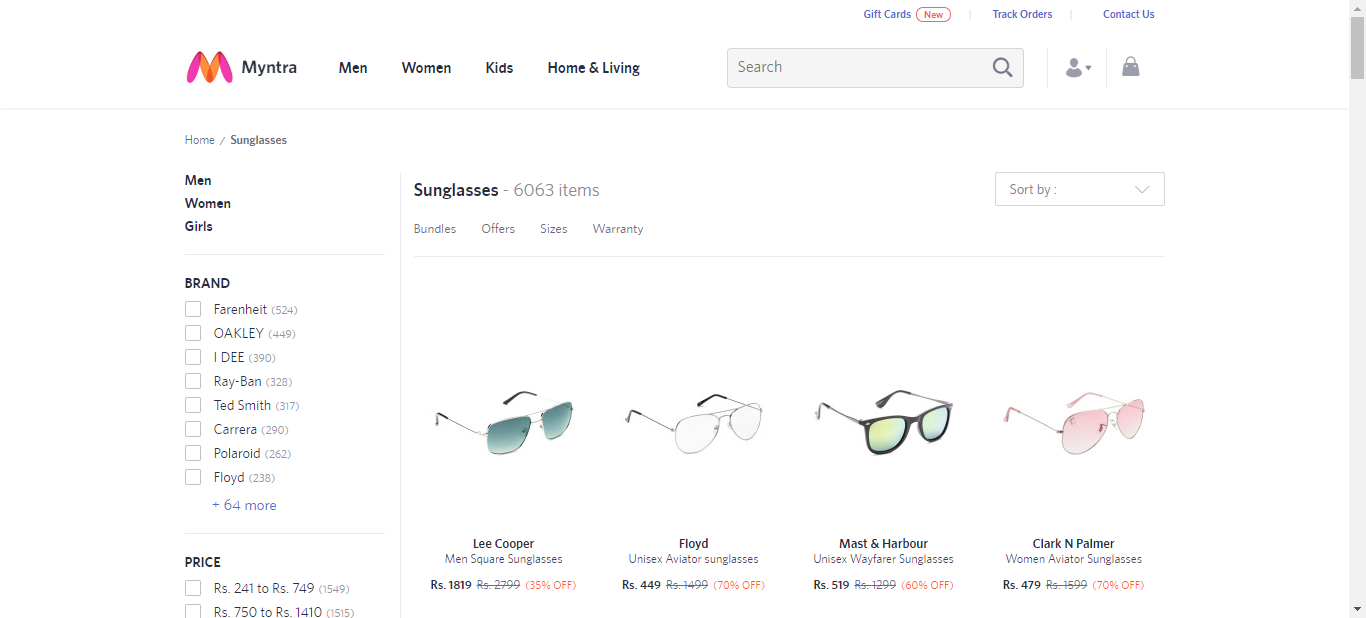 Gift Cards New Track Orders Contact Us
Myntra Men Women Kids Home & Living Search
Home / Sunglasses
Men
Women
Girls
BRAND
Farenheit (524)
OAKLEY (449)
I DEE (390)
Ray-Ban (328)
Ted Smith (317)
Carrera (290)
Polaroid (262)
Floyd (238)
+ 64 more
PRICE
Rs. 241 to Rs. 749 (1549)
Rs. 750 to Rs. 1410 (1515)
Sunglasses - 6063 items
Sort by :
Bundles Offers Sizes Warranty
Lee Cooper
Men Square Sunglasses
Rs. 1819 Rs. 2799 (35% OFF)
Floyd
Unisex Aviator sunglasses
Rs. 449 Rs. 1499 (70% OFF)
Mast & Harbour
Unisex Wayfarer Sunglasses
Rs. 519 Rs. 1299 (60% OFF)
Clark N Palmer
Women Aviator Sunglasses
Rs. 479 Rs. 1599 (70% OFF)